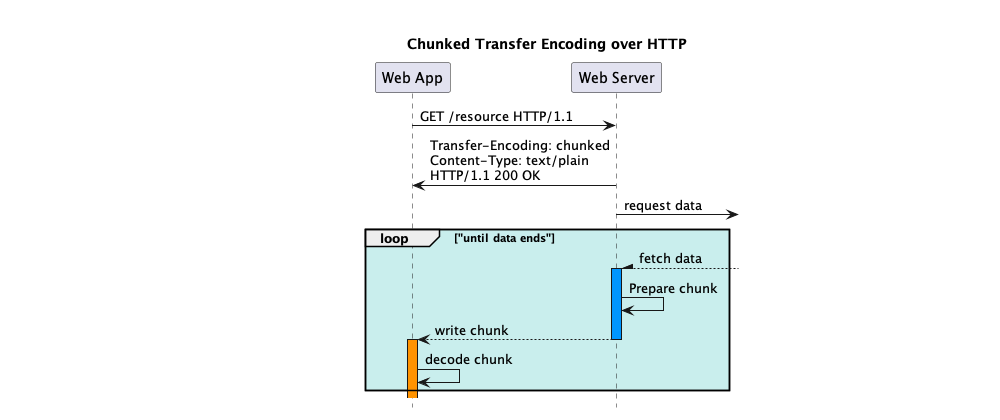 Chunked Transfer Encoding over HTTP
Web App
Web Server
GET /resource HTTP/1.1
Transfer-Encoding: chunked
Content-Type: text/plain
HTTP/1.1 200 OK
request data
loop ["until data ends"]
fetch data
Prepare chunk
write chunk
decode chunk